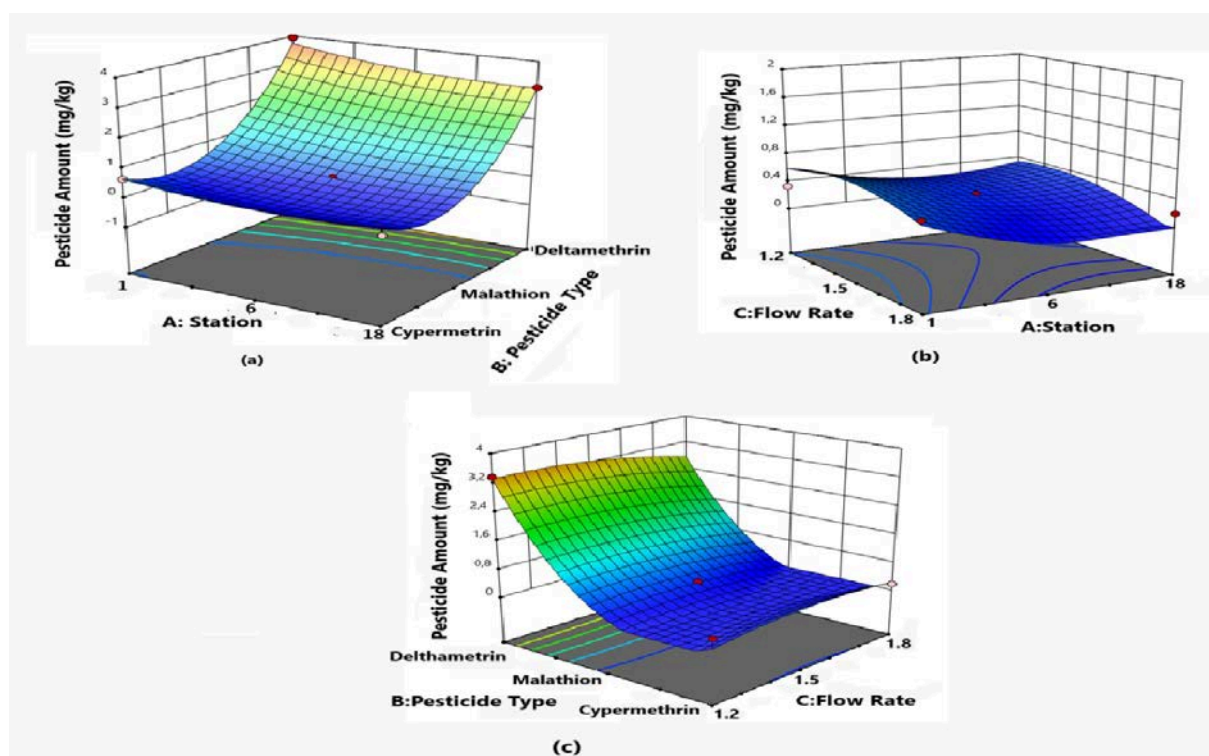 Pesticide Amount (mg/kg)
4
3
2
1
0
-1
1
6
18
A: Station
Cypermetrin
Malathion
Deltamethrin
B: Pesticide Type
(a)
Pesticide Amount (mg/kg)
2
1,6
1,2
0,8
0,4
0
1.2
1.5
1.8
C:Flow Rate
1
6
18
A:Station
(b)
Pesticide Amount (mg/kg)
4
3,2
2,4
1,6
0,8
0
Delthametrin
Malathion
Cypermethrin
B:Pesticide Type
1.2
1.5
1.8
C:Flow Rate
(c)